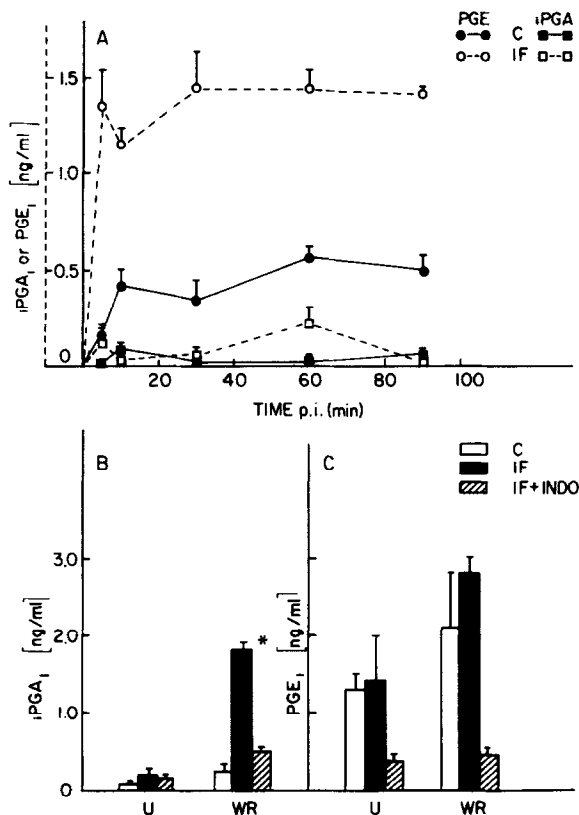 A
PGE iPGA
C
IF
iPGA₁ or PGE₁ [ng/ml]
1.5
1.0
0.5
0
0 20 40 60 80 100
TIME p.i. (min)
B
C
C
IF
IF+INDO
iPGA₁ [ng/ml]
3.0
2.0
1.0
0
*
U WR
PGE₁ [ng/ml]
U WR